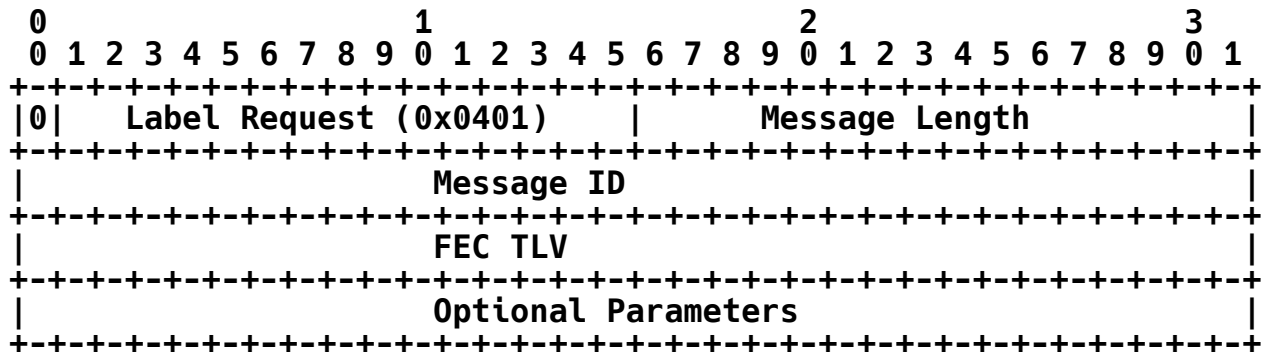 0                   1                   2                   3
 0 1 2 3 4 5 6 7 8 9 0 1 2 3 4 5 6 7 8 9 0 1 2 3 4 5 6 7 8 9 0 1
+-+-+-+-+-+-+-+-+-+-+-+-+-+-+-+-+-+-+-+-+-+-+-+-+-+-+-+-+-+-+-+-+
|0|   Label Request (0x0401)    |      Message Length           |
+-+-+-+-+-+-+-+-+-+-+-+-+-+-+-+-+-+-+-+-+-+-+-+-+-+-+-+-+-+-+-+-+
|                     Message ID                                |
+-+-+-+-+-+-+-+-+-+-+-+-+-+-+-+-+-+-+-+-+-+-+-+-+-+-+-+-+-+-+-+-+
|                     FEC TLV                                   |
+-+-+-+-+-+-+-+-+-+-+-+-+-+-+-+-+-+-+-+-+-+-+-+-+-+-+-+-+-+-+-+-+
|                     Optional Parameters                       |
+-+-+-+-+-+-+-+-+-+-+-+-+-+-+-+-+-+-+-+-+-+-+-+-+-+-+-+-+-+-+-+-+